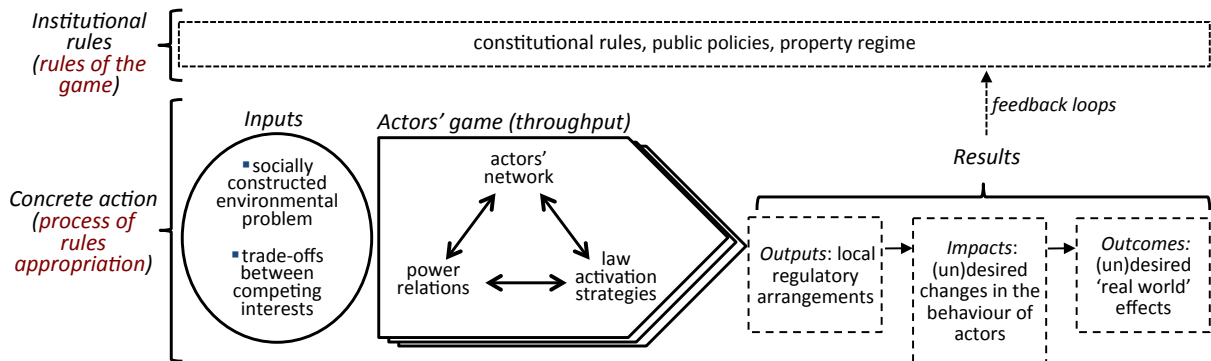 Institutional
rules
(rules of the
game)
constitutional rules, public policies, property regime
feedback loops
Concrete action
(process of
rules
appropriation)
Inputs
▪ socially
constructed
environmental
problem
▪ trade-offs
between
competing
interests
Actors’ game (throughput)
actors’
network
power
relations
law
activation
strategies
Results
Outputs: local
regulatory
arrangements
Impacts:
(un)desired
changes in the
behaviour of
actors
Outcomes:
(un)desired
‘real world’
effects